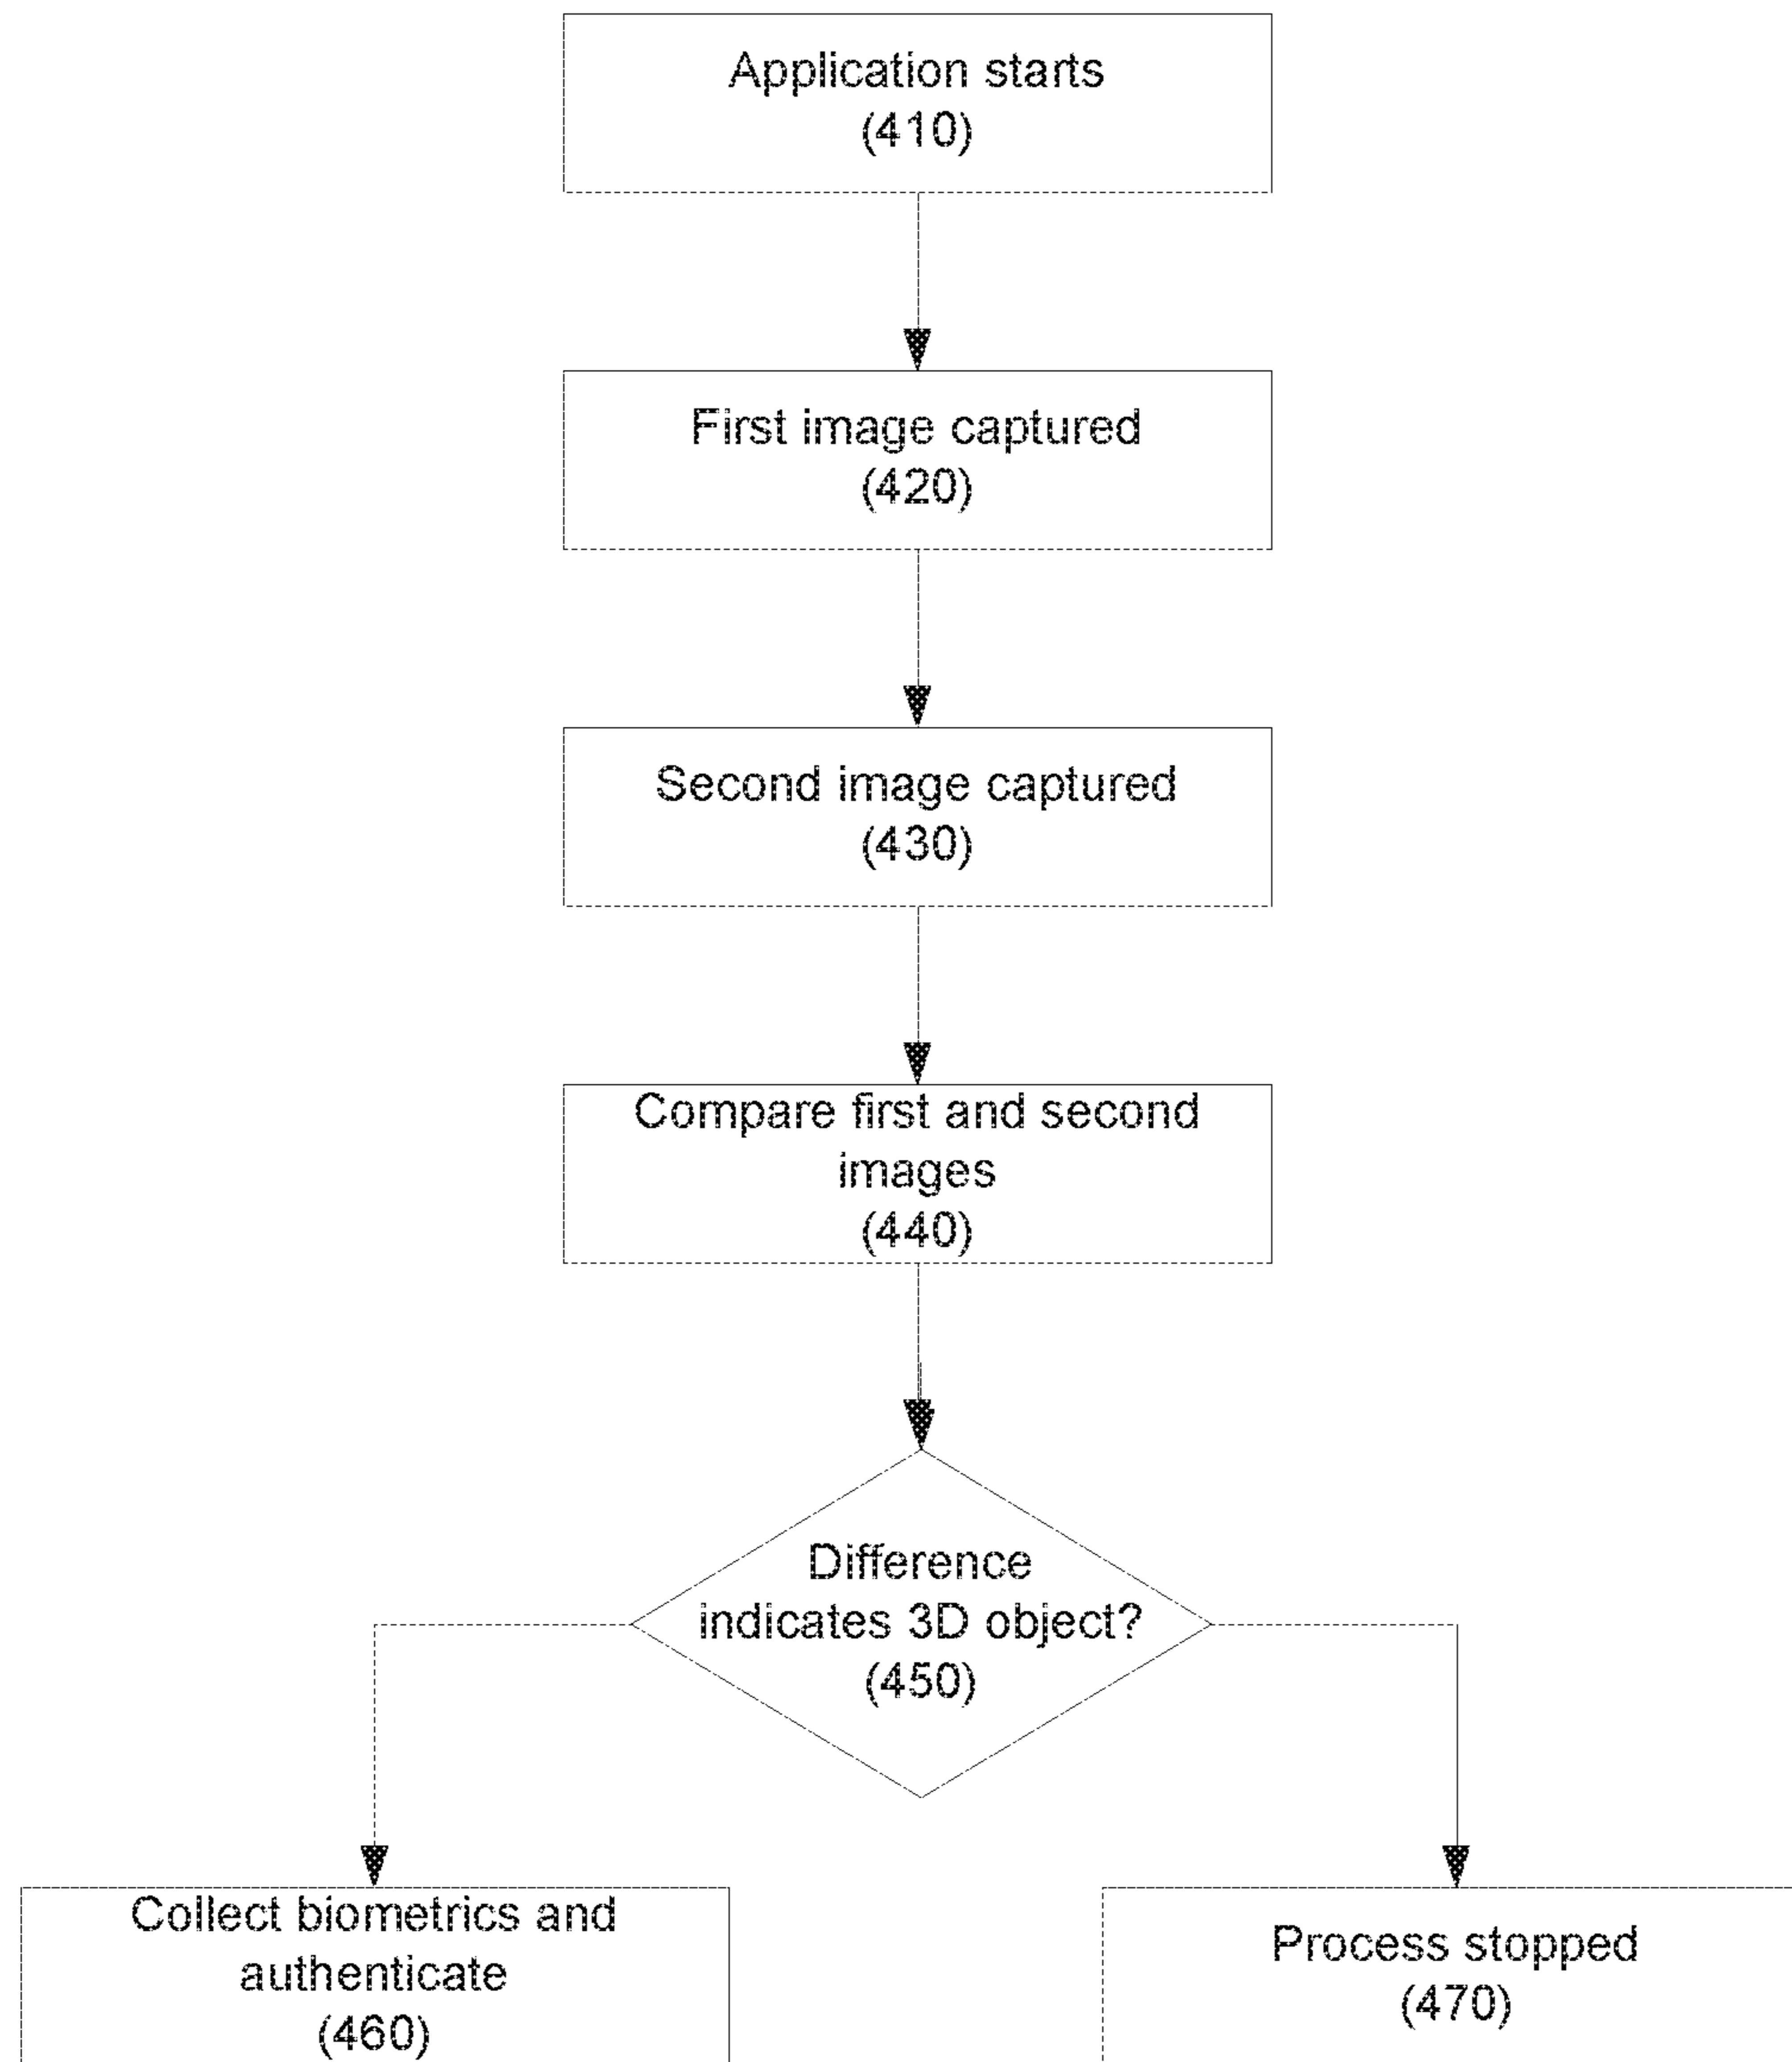 Application starts
(410)
First image captured
(420)
Second image captured
(430)
Compare first and second
images
(440)
Difference
indicates 3D object?
(450)
Collect biometrics and
authenticate
(460)
Process stopped
(470)